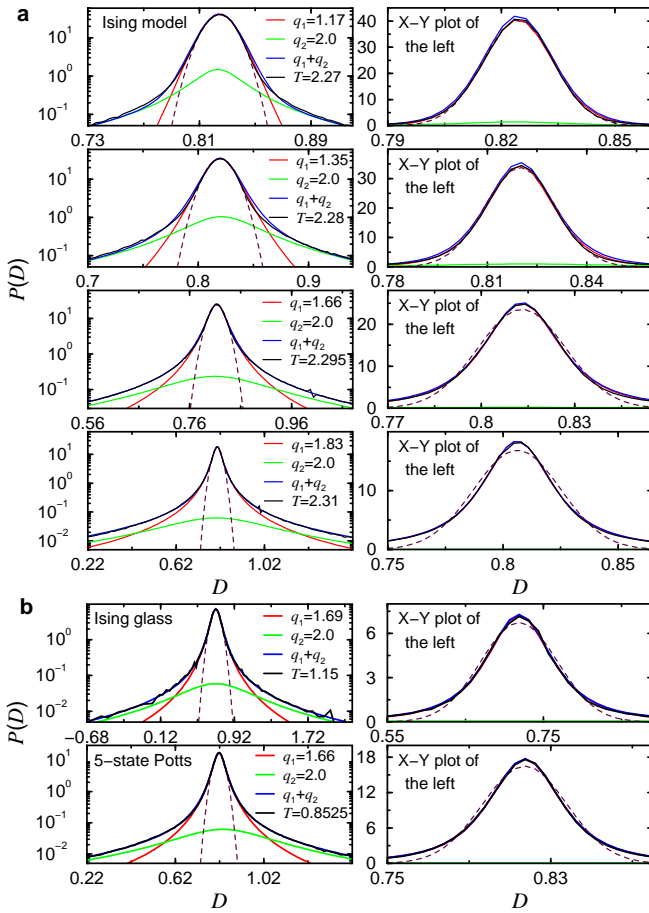 a
Ising model
q1=1.17
q2=2.0
q1+q2
T=2.27
10^1
10^0
10^-1
0.73 0.81 0.89
X−Y plot of
the left
40
30
20
10
0
0.79 0.82 0.85
q1=1.35
q2=2.0
q1+q2
T=2.28
10^1
10^0
10^-1
0.7 0.8 0.9
X−Y plot of
the left
30
20
10
0
0.78 0.81 0.84
P(D)
q1=1.66
q2=2.0
q1+q2
T=2.295
10^1
10^0
10^-1
0.56 0.76 0.96
X−Y plot of
the left
20
10
0
0.77 0.8 0.83
q1=1.83
q2=2.0
q1+q2
T=2.31
10^1
10^0
10^-1
10^-2
0.22 0.62 1.02
D
X−Y plot of
the left
20
10
0
0.75 0.8 0.85
D
b
Ising glass
q1=1.69
q2=2.0
q1+q2
T=1.15
10^0
10^-1
10^-2
−0.68 0.12 0.92 1.72
X−Y plot of
the left
6
3
0
0.55 0.75
P(D)
5−state Potts
q1=1.66
q2=2.0
q1+q2
T=0.8525
10^1
10^0
10^-1
10^-2
0.22 0.62 1.02
D
X−Y plot of
the left
18
12
6
0
0.75 0.83
D